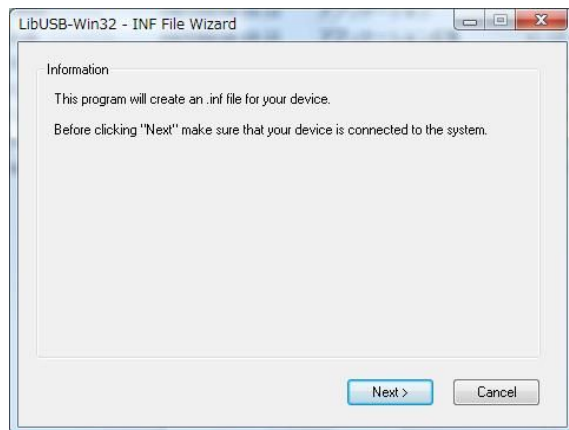 LibUSB-Win32 - INF File Wizard
Information
This program will create an .inf file for your device.
Before clicking "Next" make sure that your device is connected to the system.
Next >
Cancel